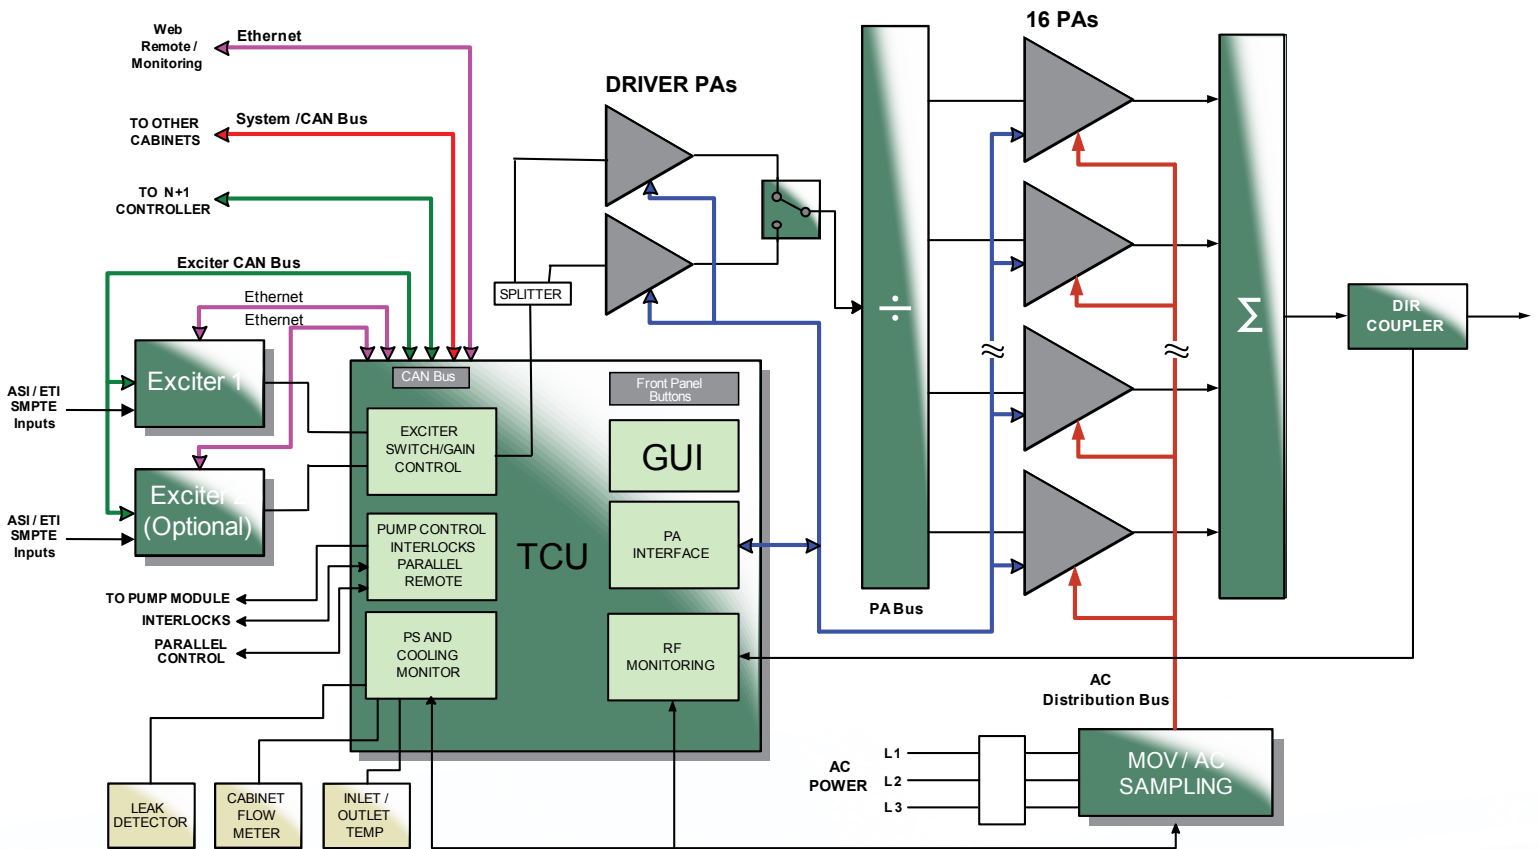 16 PAs
Web
Remote /
Monitoring
Ethernet
DRIVER PAs
TO OTHER
CABINETS
System /CAN Bus
TO N+1
CONTROLLER
Exciter CAN Bus
Ethernet
Ethernet
SPLITTER
÷
Σ
DIR
COUPLER
Exciter 1
ASI / ETI
SMPTE
Inputs
CAN Bus
Front Panel
Buttons
EXCITER
SWITCH/GAIN
CONTROL
GUI
≈
≈
Exciter 2
(Optional)
ASI / ETI
SMPTE
Inputs
PUMP CONTROL
INTERLOCKS
PARALLEL
REMOTE
TCU
PA
INTERFACE
TO PUMP MODULE
INTERLOCKS
PARALLEL
CONTROL
PA Bus
PS AND
COOLING
MONITOR
RF
MONITORING
AC
Distribution Bus
AC
POWER
L1
L2
L3
MOV / AC
SAMPLING
LEAK
DETECTOR
CABINET
FLOW
METER
INLET /
OUTLET
TEMP